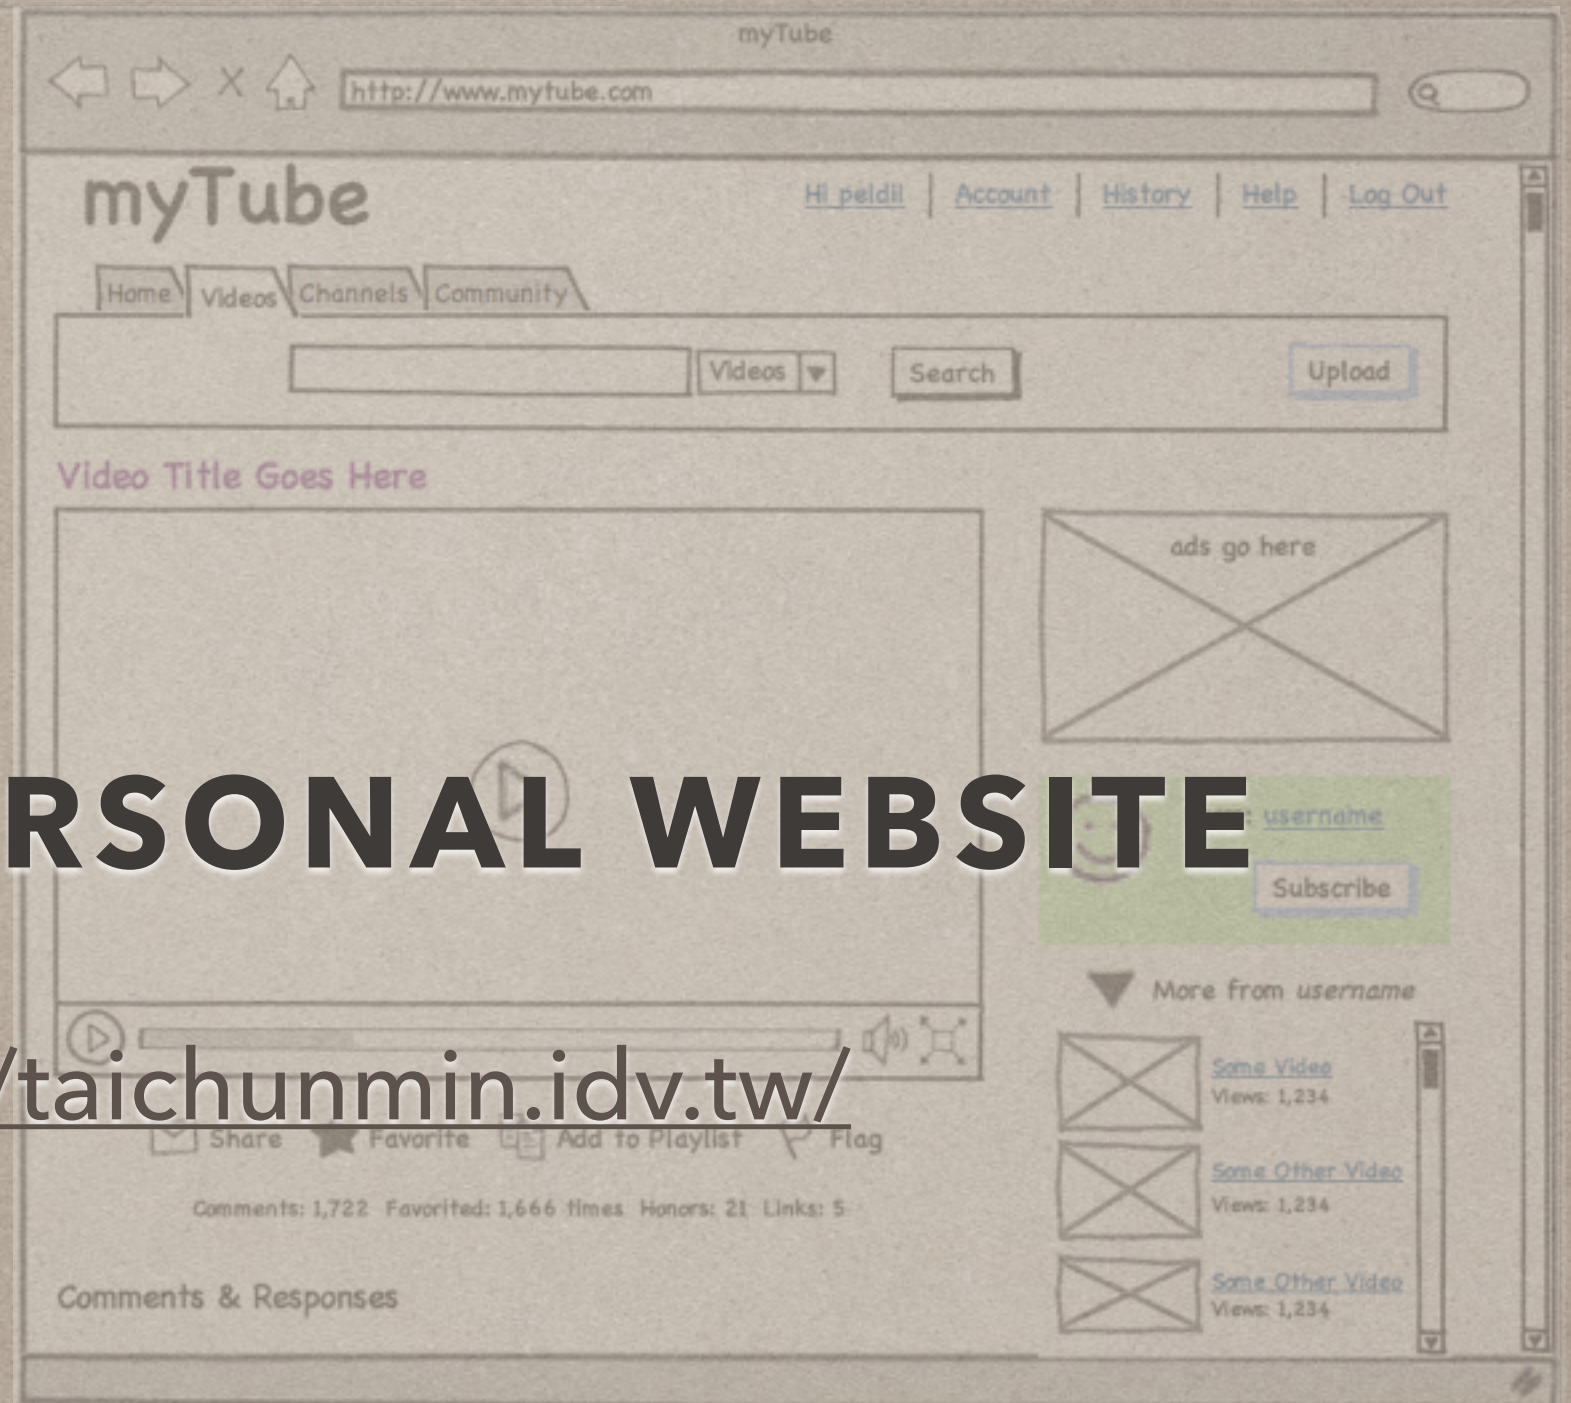 myTube
http://www.mytube.com
myTube
Hi peldi! Account History Help Log Out
Home Videos Channels Community
Videos Search Upload
Video Title Goes Here
ads go here
RSONAL WEBSITE
: username
Subscribe
More from username
/taichunmin.idv.tw/
Some Video
Views: 1,234
Share Favorite Add to Playlist Flag
Some Other Video
Views: 1,234
Comments: 1,722 Favorited: 1,666 times Honors: 21 Links: 5
Some Other Video
Views: 1,234
Comments & Responses